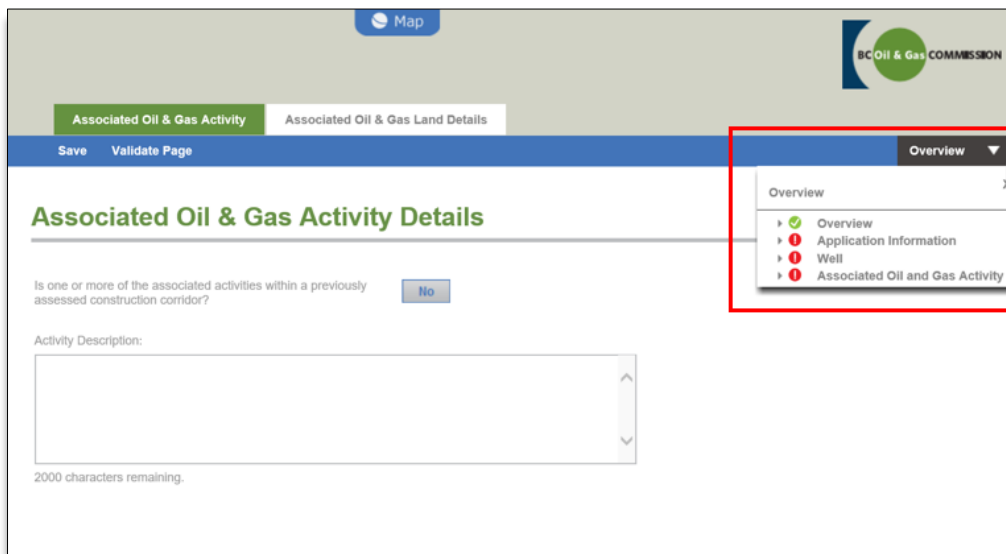 Map
BC Oil & Gas COMMISSION
Associated Oil & Gas Activity
Associated Oil & Gas Land Details
Save
Validate Page
Overview
Overview
Overview
Application Information
Well
Associated Oil and Gas Activity
Associated Oil & Gas Activity Details
Is one or more of the associated activities within a previously
assessed construction corridor?
No
Activity Description:
2000 characters remaining.